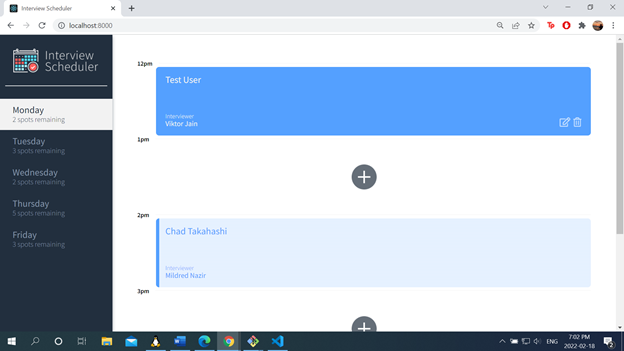 Interview Scheduler
localhost:8000
Tp
Interview
Scheduler
Monday
2 spots remaining
Tuesday
3 spots remaining
Wednesday
2 spots remaining
Thursday
5 spots remaining
Friday
3 spots remaining
12pm
Test User
Interviewer
Viktor Jain
1pm
2pm
Chad Takahashi
Interviewer
Mildred Nazir
3pm
ENG
7:02 PM
2022-02-18
2